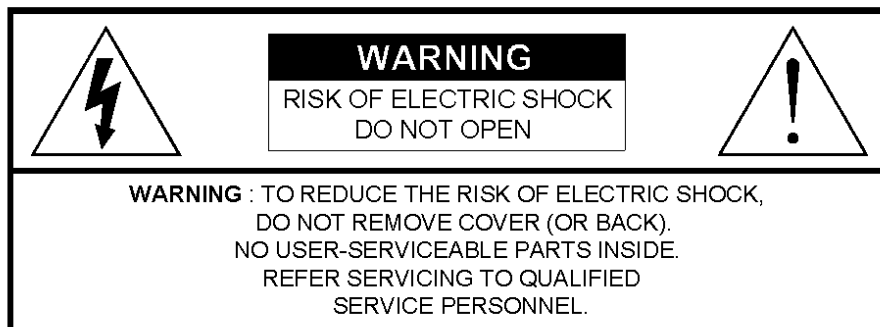 WARNING
RISK OF ELECTRIC SHOCK
DO NOT OPEN
WARNING : TO REDUCE THE RISK OF ELECTRIC SHOCK,
DO NOT REMOVE COVER (OR BACK).
NO USER-SERVICEABLE PARTS INSIDE.
REFER SERVICING TO QUALIFIED
SERVICE PERSONNEL.